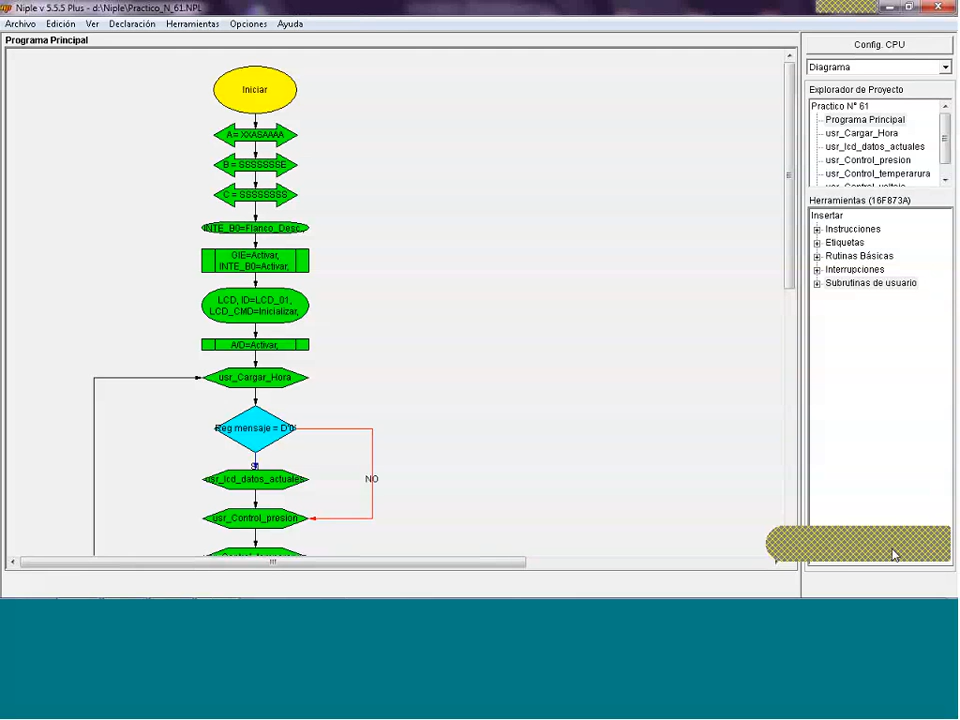 Niple v 5.5.5 Plus - d:\Niple\Practico_N_61.NPL
Archivo Edición Ver Declaración Herramientas Opciones Ayuda
Programa Principal
Iniciar
A = XXASAAAA
B = SSSSSSSE
C = SSSSSSSS
INTE_B0=Flanco_Desc.
GIE=Activar,
INTE_B0=Activar,
LCD, ID=LCD_01,
LCD_CMD=Inicializar,
A/D=Activar,
usr_Cargar_Hora
Reg mensaje = D'0'
SI
NO
usr_lcd_datos_actuales
usr_Control_presion
Config. CPU
Diagrama
Explorador de Proyecto
Practico N° 61
Programa Principal
usr_Cargar_Hora
usr_lcd_datos_actuales
usr_Control_presion
usr_Control_temperarura
Herramientas (16F873A)
Insertar
Instrucciones
Etiquetas
Rutinas Básicas
Interrupciones
Subrutinas de usuario